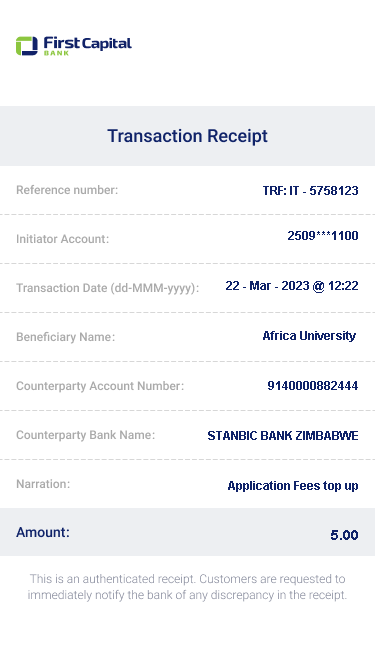 First Capital
BANK
Transaction Receipt
Reference number: TRF: IT - 5758123
Initiator Account: 2509***1100
Transaction Date (dd-MMM-yyyy): 22 - Mar - 2023 @ 12:22
Beneficiary Name: Africa University
Counterparty Account Number: 9140000882444
Counterparty Bank Name: STANBIC BANK ZIMBABWE
Narration: Application Fees top up
Amount: 5.00
This is an authenticated receipt. Customers are requested to
immediately notify the bank of any discrepancy in the receipt.